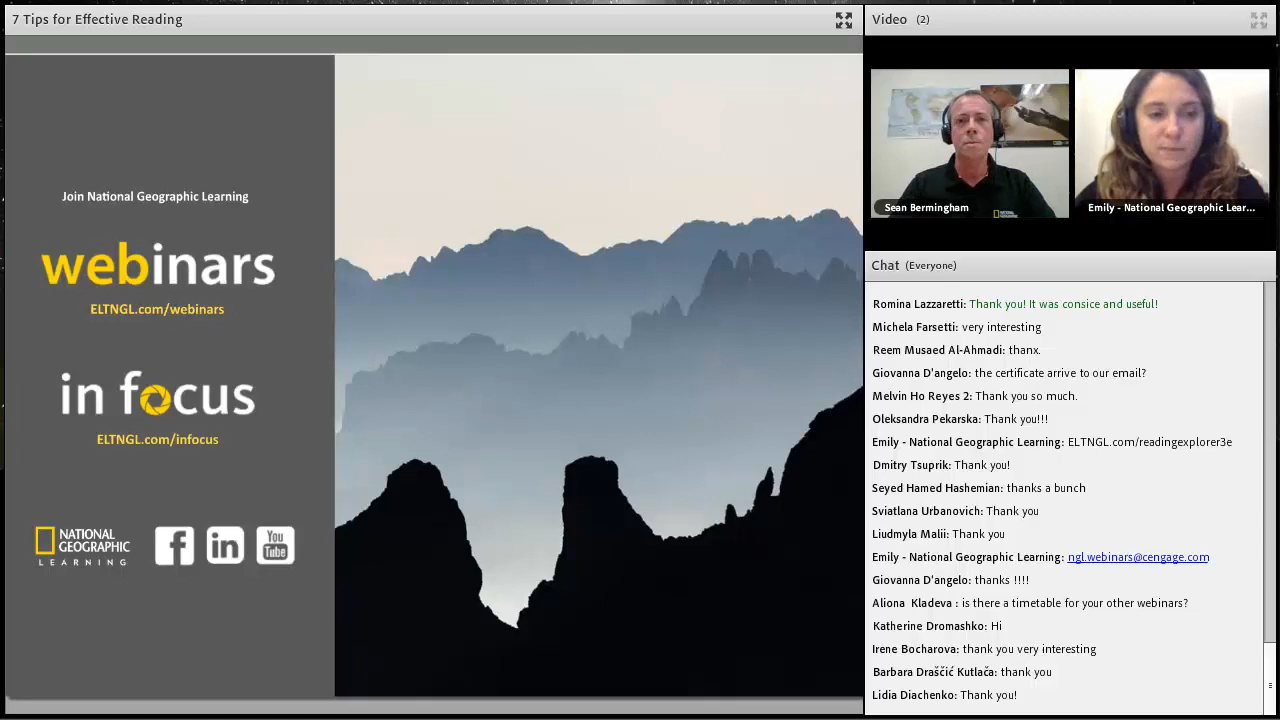 7 Tips for Effective Reading
Join National Geographic Learning
webinars
ELTNGL.com/webinars
in focus
ELTNGL.com/infocus
NATIONAL
GEOGRAPHIC
LEARNING
f
in
You
Tube
Video (2)
Sean Bermingham
NATIONAL
Emily - National Geographic Lear...
Chat (Everyone)
Romina Lazzaretti: Thank you! It was consice and useful!
Michela Farsetti: very interesting
Reem Musaed Al-Ahmadi: thanx.
Giovanna D'angelo: the certificate arrive to our email?
Melvin Ho Reyes 2: Thank you so much.
Oleksandra Pekarska: Thank you!!!
Emily - National Geographic Learning: ELTNGL.com/readingexplorer3e
Dmitry Tsuprik: Thank you!
Seyed Hamed Hashemian: thanks a bunch
Sviatlana Urbanovich: Thank you
Liudmyla Malii: Thank you
Emily - National Geographic Learning: ngl.webinars@cengage.com
Giovanna D'angelo: thanks !!!!
Aliona Kladeva : is there a timetable for your other webinars?
Katherine Dromashko: Hi
Irene Bocharova: thank you very interesting
Barbara Draščić Kutlača: thank you
Lidia Diachenko: Thank you!